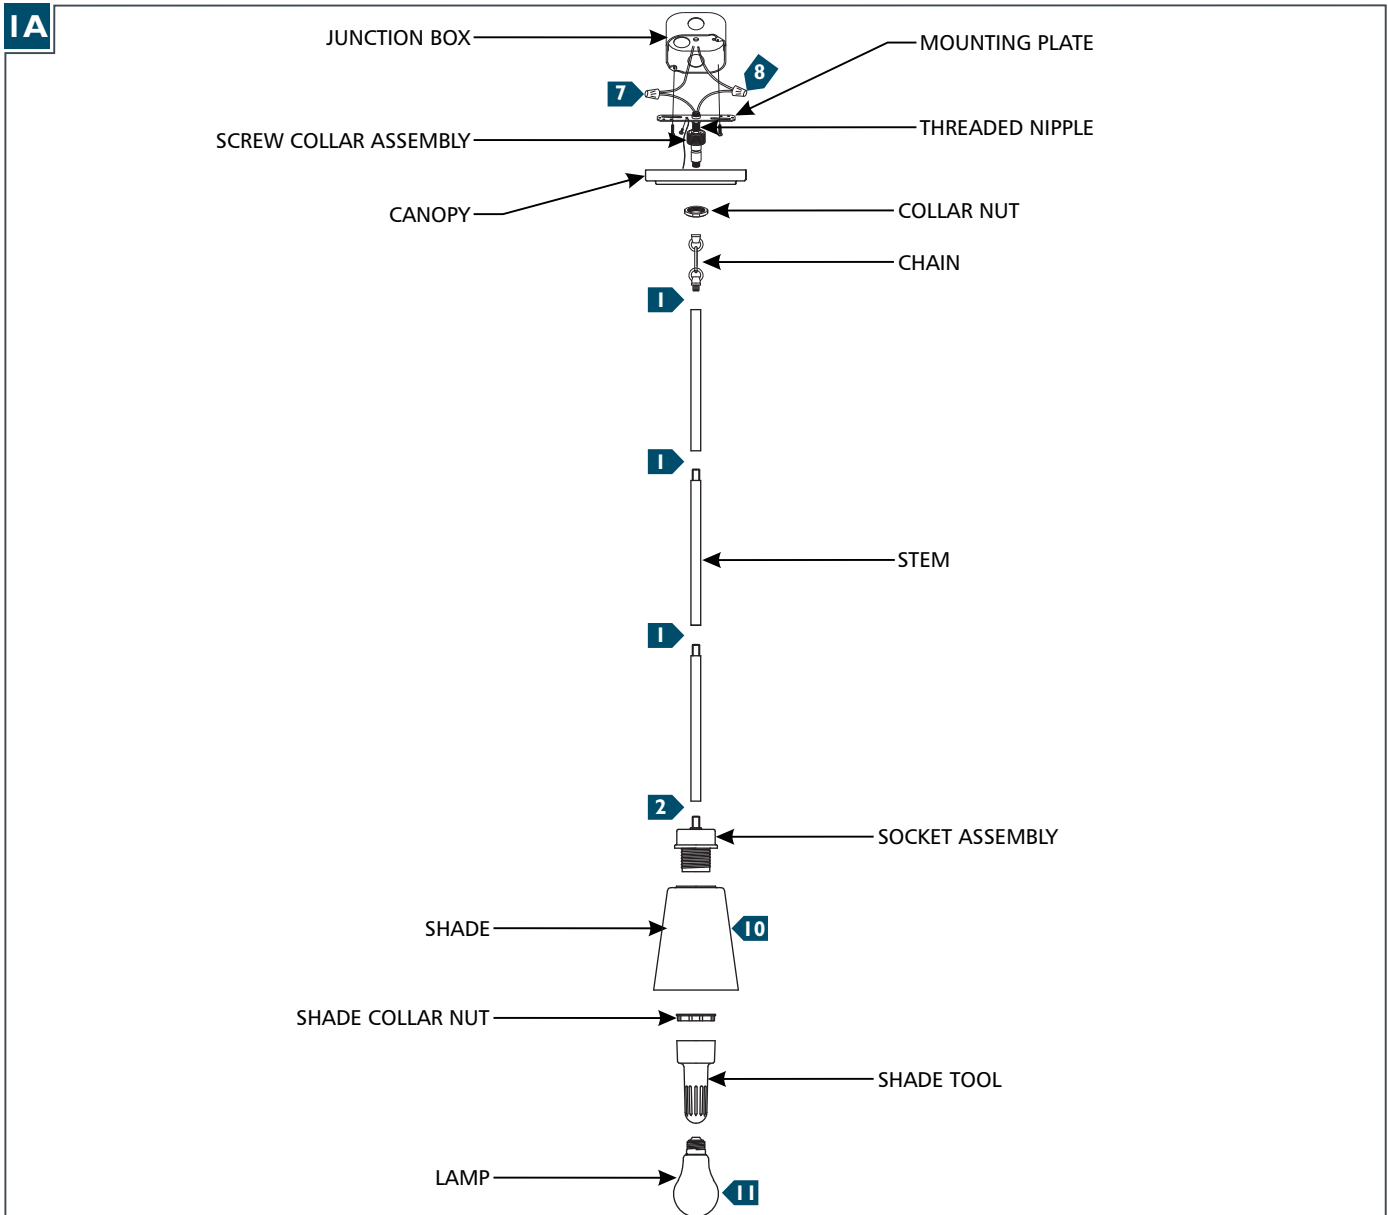 1A
JUNCTION BOX
MOUNTING PLATE
8
7
THREADED NIPPLE
SCREW COLLAR ASSEMBLY
CANOPY
COLLAR NUT
CHAIN
1
1
STEM
1
2
SOCKET ASSEMBLY
SHADE
10
SHADE COLLAR NUT
SHADE TOOL
LAMP
11